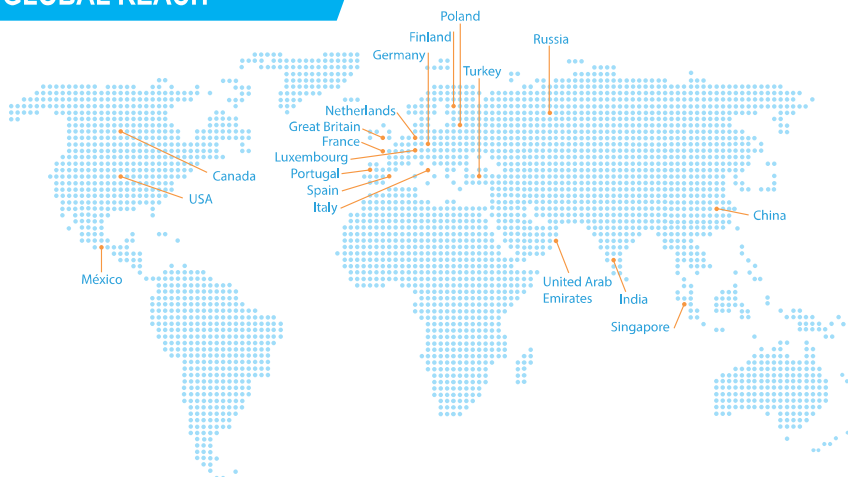 GLOBAL REACH
Poland
Finland
Russia
Germany
Turkey
Netherlands
Great Britain
France
Luxembourg
Portugal
Spain
Italy
Canada
USA
China
México
United Arab
Emirates
India
Singapore